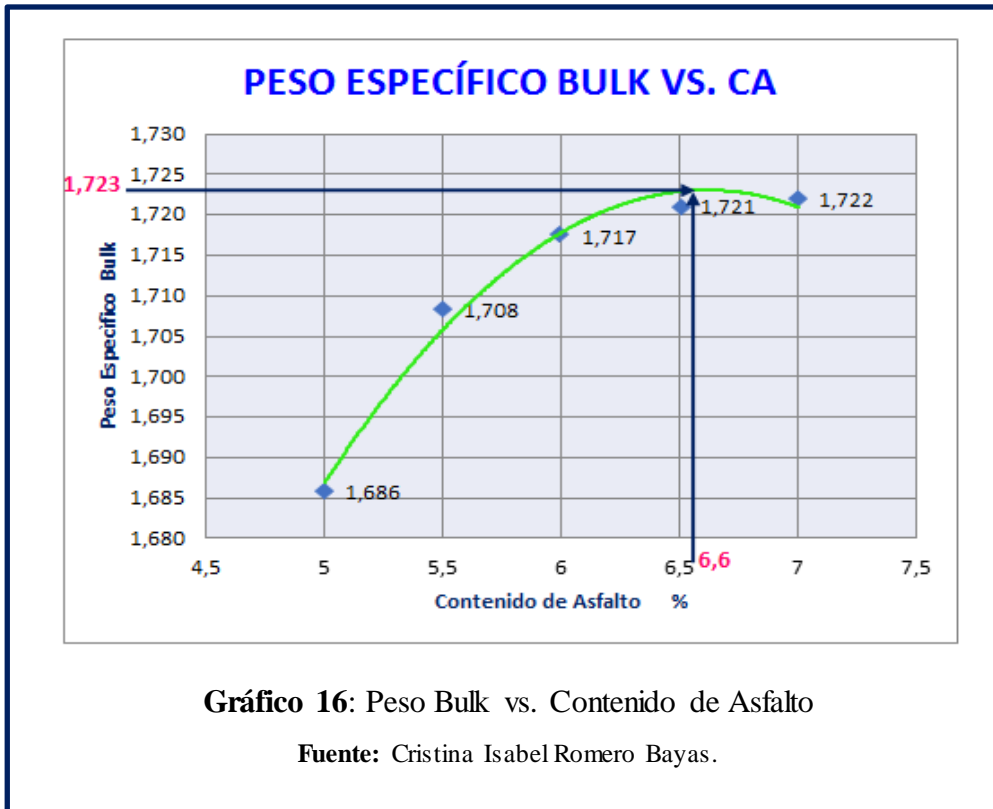 PESO ESPECÍFICO BULK VS. CA
1,730
1,725
1,723
1,720
1,715
1,710
1,705
1,700
1,695
1,690
1,685
1,680
Peso Específico Bulk
1,686
1,708
1,717
1,721
1,722
4,5 5 5,5 6 6,5 6,6 7 7,5
Contenido de Asfalto %
Gráfico 16: Peso Bulk vs. Contenido de Asfalto
Fuente: Cristina Isabel Romero Bayas.